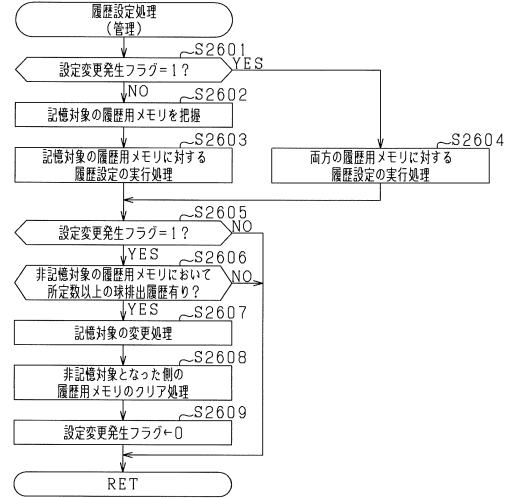 履歴設定処理
（管理）
S2601
設定変更発生フラグ＝1？
YES
NO
S2602
記憶対象の履歴用メモリを把握
S2603
記憶対象の履歴用メモリに対する
履歴設定の実行処理
S2604
両方の履歴用メモリに対する
履歴設定の実行処理
S2605
設定変更発生フラグ＝1？
NO
YES
S2606
非記憶対象の履歴用メモリにおいて
所定数以上の球排出履歴有り？
NO
YES
S2607
記憶対象の変更処理
S2608
非記憶対象となった側の
履歴用メモリのクリア処理
S2609
設定変更発生フラグ←0
RET